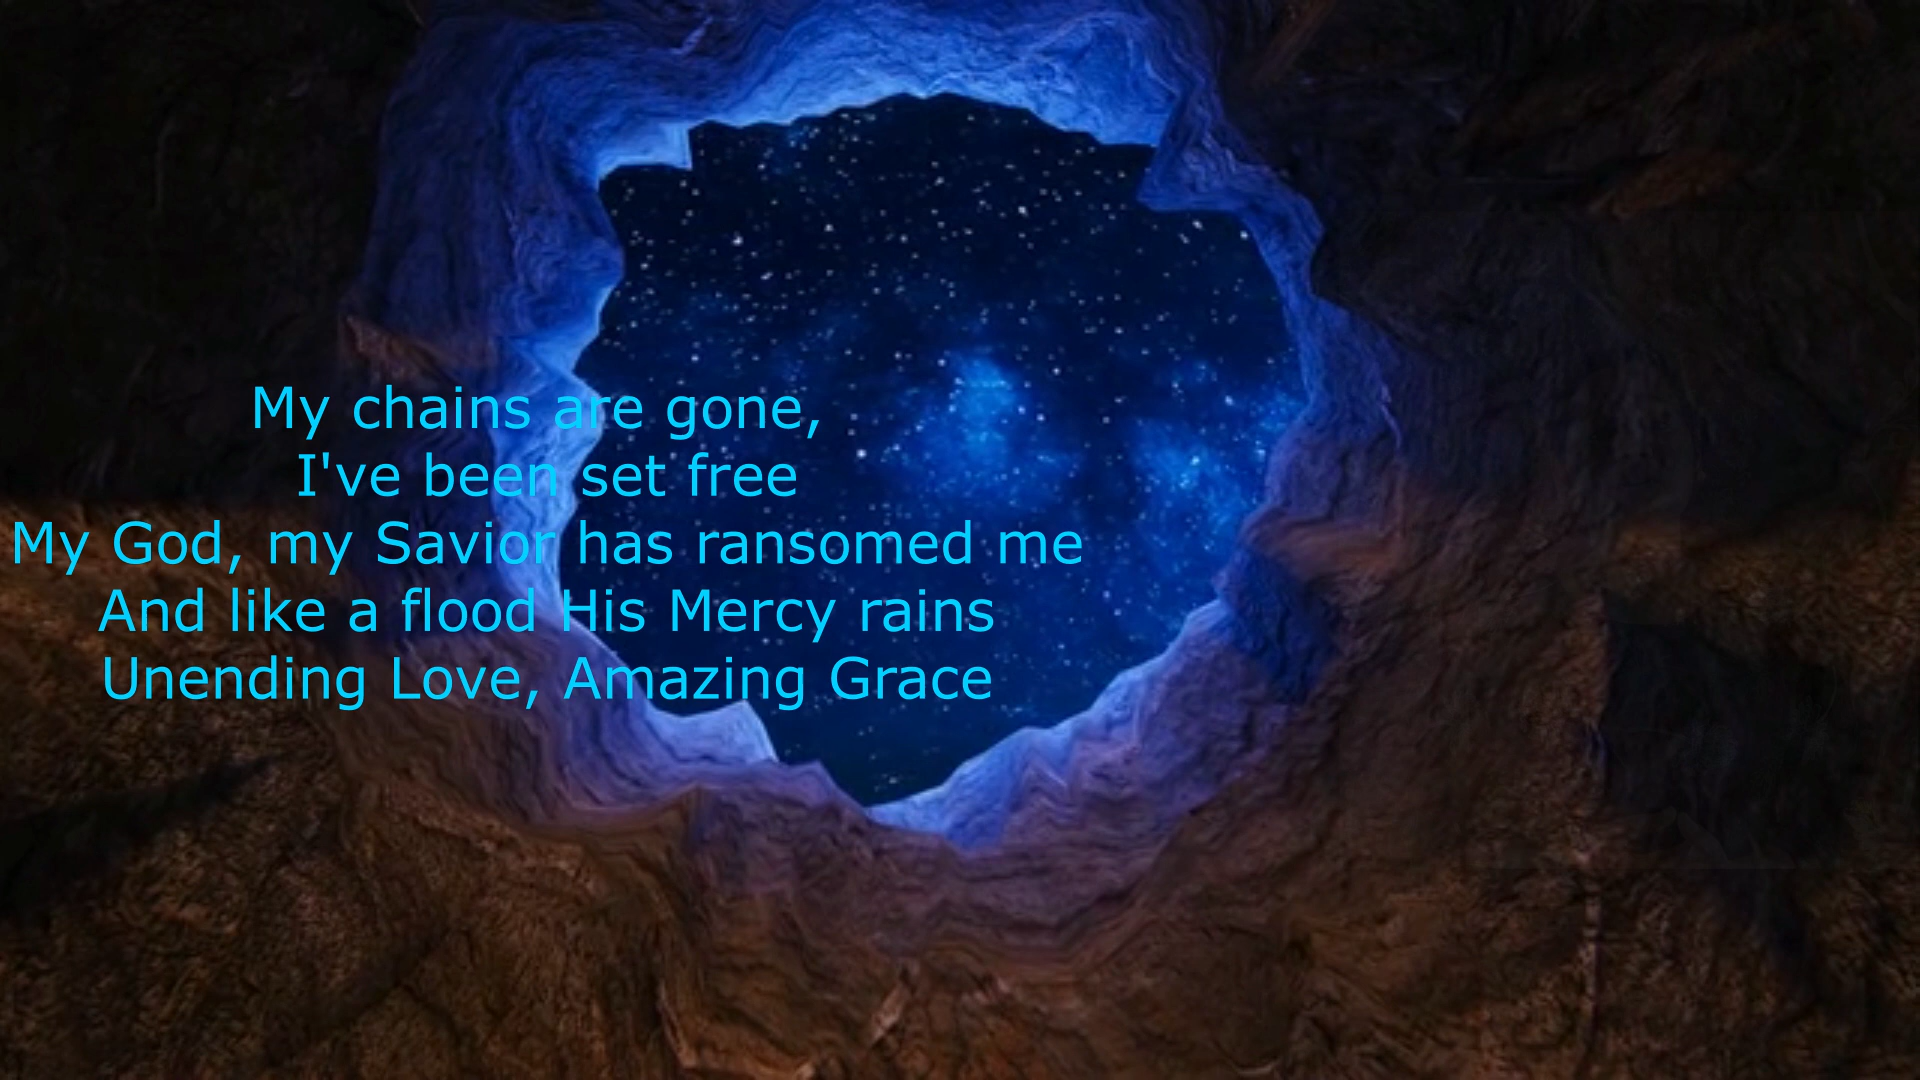 My chains are gone,
I've been set free
My God, my Savior has ransomed me
And like a flood His Mercy rains
Unending Love, Amazing Grace